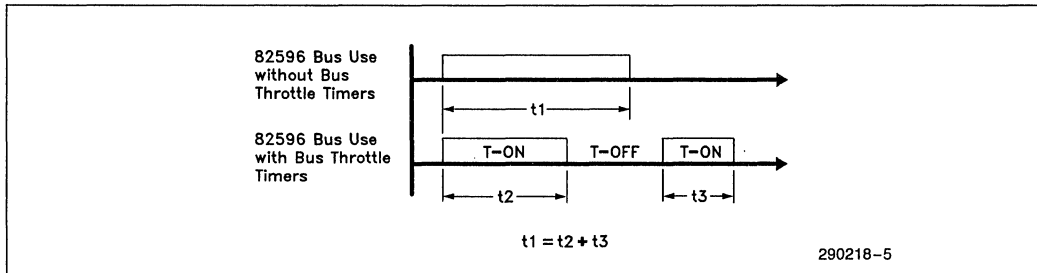 82596 Bus Use
without Bus
Throttle Timers
t1
82596 Bus Use
with Bus Throttle
Timers
T-ON
T-OFF
T-ON
t2
t3
t1 = t2 + t3
290218-5